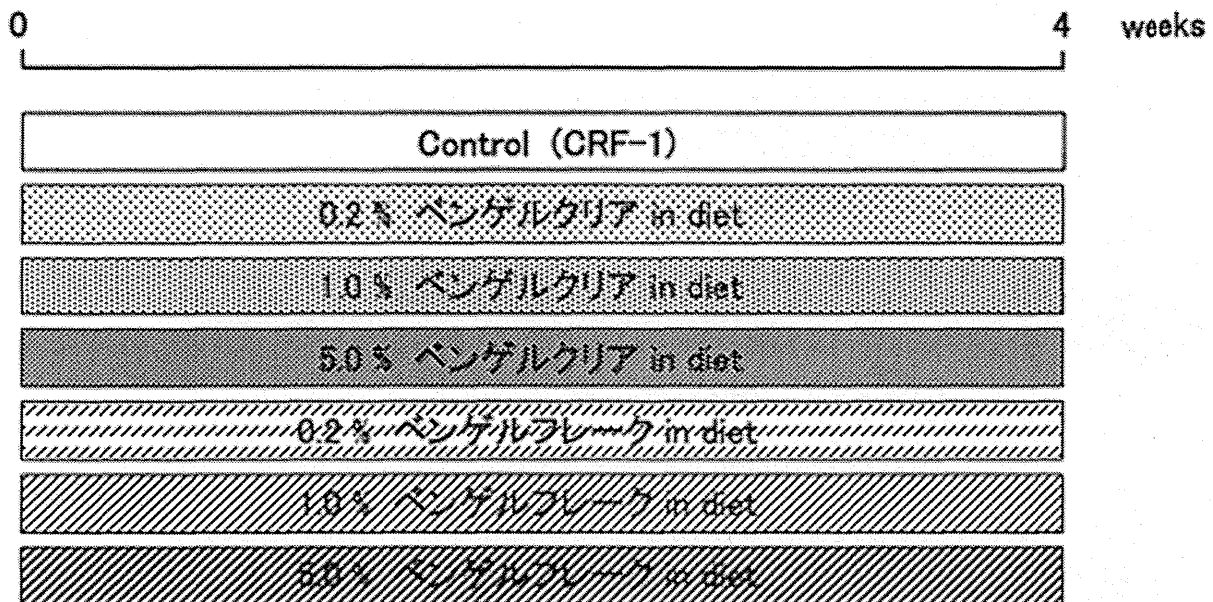 0 4 weeks
Control (CRF-1)
0.2 % ベンゲルクリア in diet
1.0 % ベンゲルクリア in diet
5.0 % ベンゲルクリア in diet
0.2 % ベンゲルフレーク in diet
1.0 % ベンゲルフレーク in diet
5.0 % ベンゲルフレーク in diet